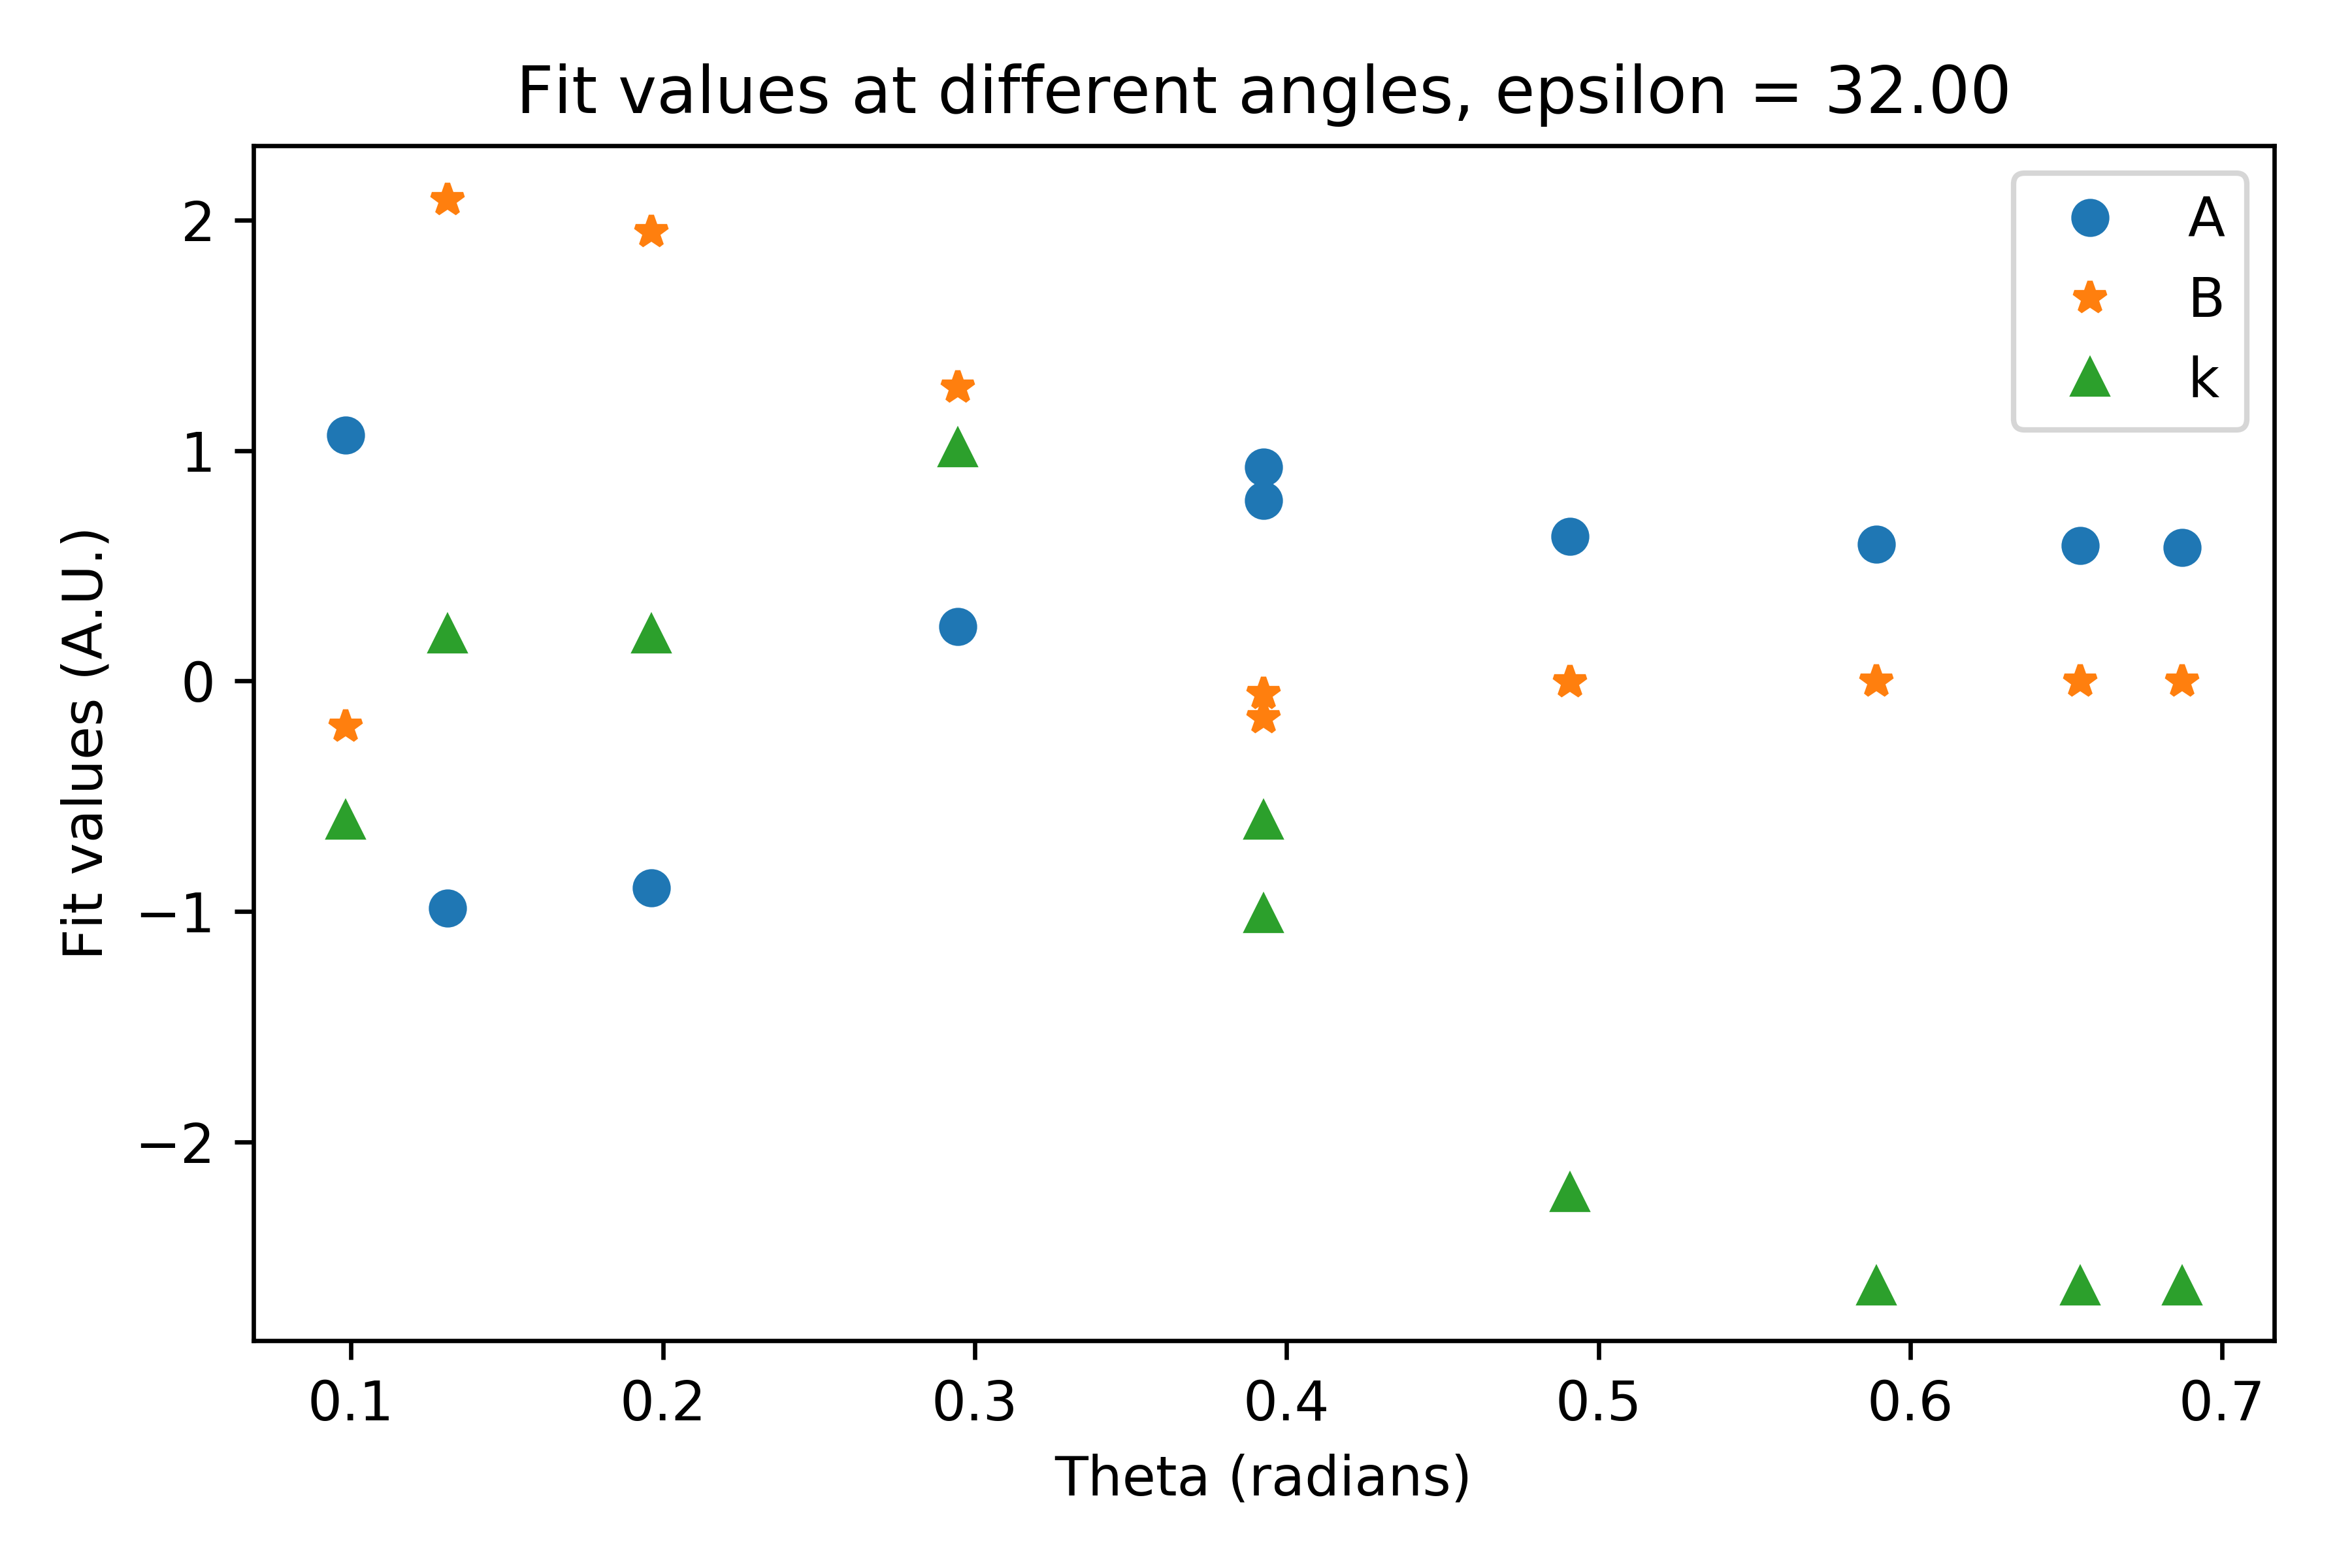 Fit values at different angles, epsilon = 32.00
A
B
k
2
1
0
−1
−2
Fit values (A.U.)
0.1 0.2 0.3 0.4 0.5 0.6 0.7
Theta (radians)